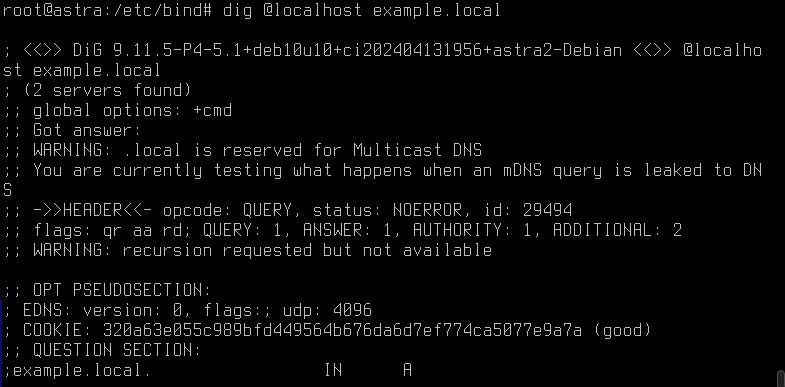 root@astra:/etc/bind# dig @localhost example.local
; <<>> DiG 9.11.5-P4-5.1+deb10u10+ci202404131956+astra2-Debian <<>> @localho
st example.local
; (2 servers found)
;; global options: +cmd
;; Got answer:
;; WARNING: .local is reserved for Multicast DNS
;; You are currently testing what happens when an mDNS query is leaked to DN
S
;; ->>HEADER<<- opcode: QUERY, status: NOERROR, id: 29494
;; flags: qr aa rd; QUERY: 1, ANSWER: 1, AUTHORITY: 1, ADDITIONAL: 2
;; WARNING: recursion requested but not available
;; OPT PSEUDOSECTION:
; EDNS: version: 0, flags:; udp: 4096
; COOKIE: 320a63e055c989bfd449564b676da6d7ef774ca5077e9a7a (good)
;; QUESTION SECTION:
;example.local. IN A